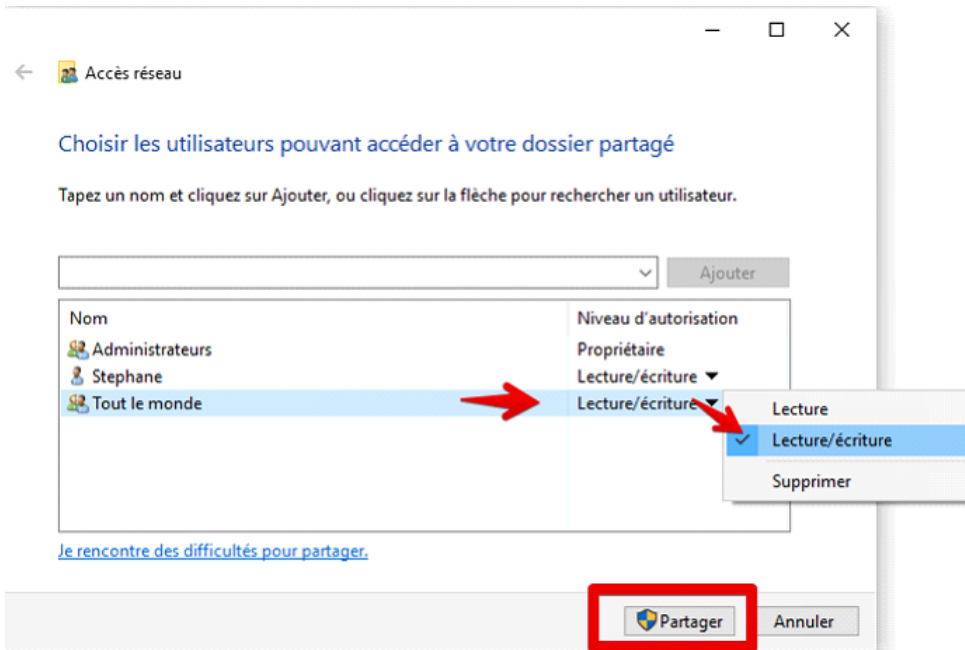 Accès réseau
Choisir les utilisateurs pouvant accéder à votre dossier partagé
Tapez un nom et cliquez sur Ajouter, ou cliquez sur la flèche pour rechercher un utilisateur.
Ajouter
Nom Niveau d'autorisation
Administrateurs Propriétaire
Stephane Lecture/écriture
Tout le monde Lecture/écriture
Lecture
Lecture/écriture
Supprimer
Je rencontre des difficultés pour partager.
Partager Annuler